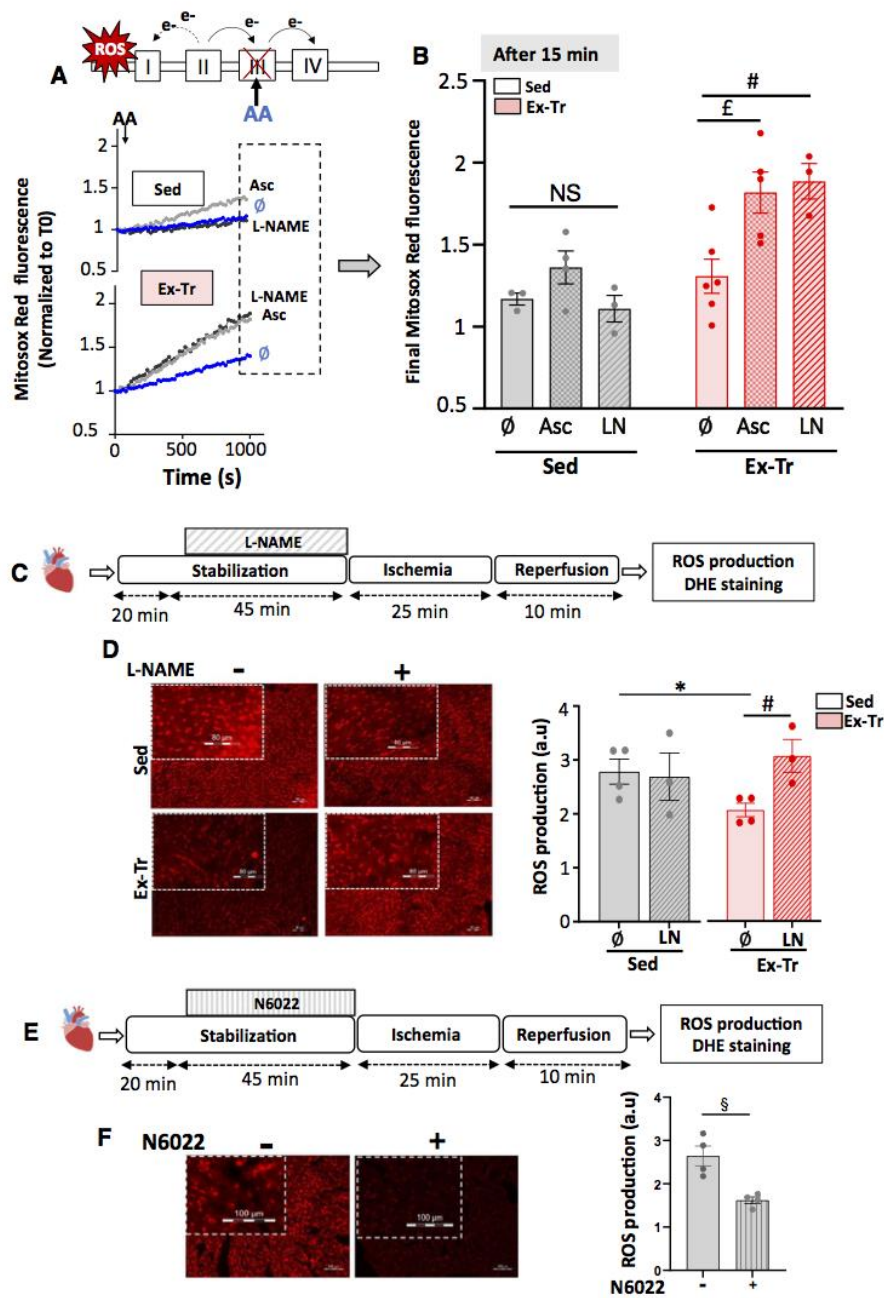 A
e-
e-
e-
e-
ROS
I
II
III
IV
AA
AA
Mitosox Red fluorescence
(Normalized to T0)
2
1.5
1
0.5
Sed
Asc
Ø
L-NAME
2
1.5
1
0.5
Ex-Tr
L-NAME
Asc
Ø
0
500
1000
Time (s)
B
After 15 min
Sed
Ex-Tr
Final Mitosox Red fluorescence
2.5
2
1.5
1
0.5
NS
£
#
Ø Asc LN
Sed
Ø Asc LN
Ex-Tr
C
L-NAME
Stabilization
Ischemia
Reperfusion
ROS production
DHE staining
20 min
45 min
25 min
10 min
D
L-NAME - +
Sed
Ex-Tr
80 µm
80 µm
80 µm
80 µm
ROS production (a.u)
4
3
2
1
0
*
#
Sed
Ex-Tr
Ø LN
Sed
Ø LN
Ex-Tr
E
N6022
Stabilization
Ischemia
Reperfusion
ROS production
DHE staining
20 min
45 min
25 min
10 min
F
N6022 - +
100 µm
100 µm
ROS production (a.u)
4
3
2
1
0
§
N6022 - +